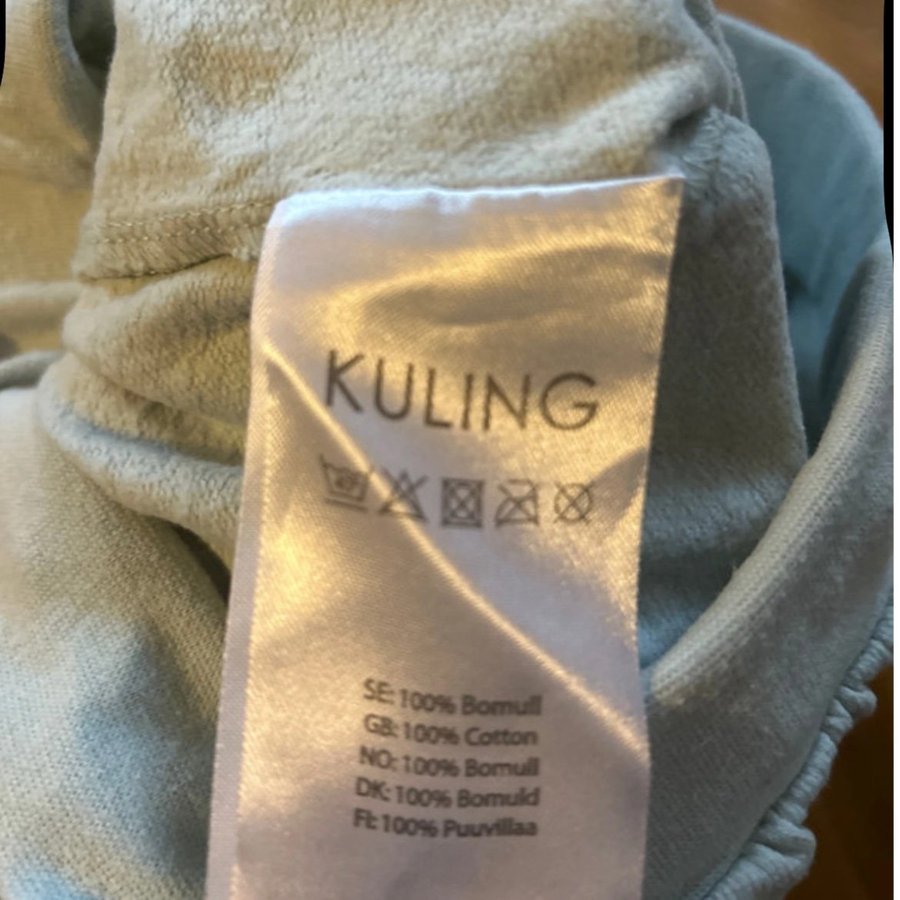 KULING
SE: 100% Bomull
GB: 100% Cotton
NO: 100% Bomull
DK: 100% Bomuld
FI: 100% Puuvillaa